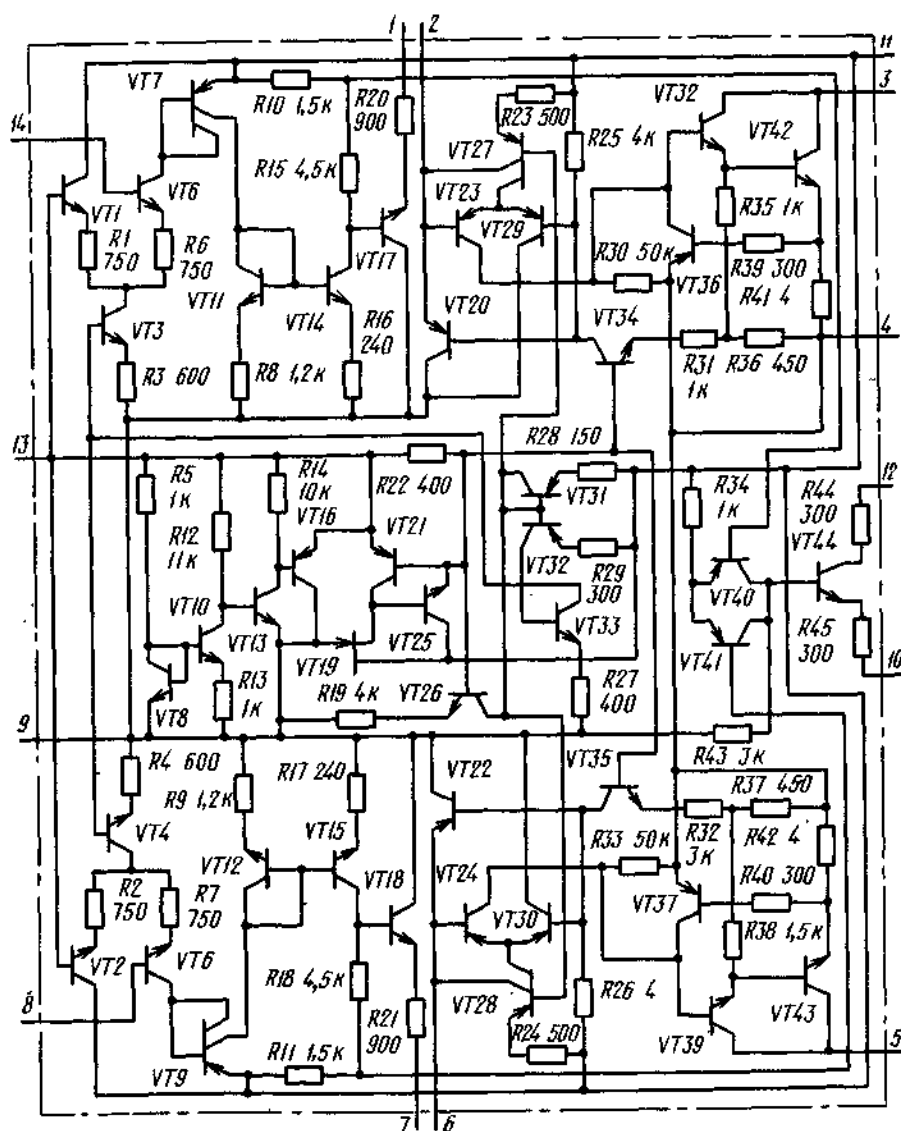 1 2
11
VT7
R10 1,5к
R20
900
R23 500
VT32
3
VT42
14
VT6
R15 4,5к
VT27
R25 4к
VT23
VT1
R1
750
R6
750
VT17
VT29
R35 1к
R30 50к
VT36
R39 300
R41 4
VT11
VT14
R16
240
VT20
VT34
VT3
R3 600
R8 1,2к
R31
1к
R36 450
4
13
R28 150
R5
1к
R14
10к
R22 400
VT31
R34
1к
R44
300
12
R12
11к
VT16
VT21
VT32
VT44
R29
300
VT10
VT13
VT33
VT40
R45
300
VT19
VT25
VT41
R13
1к
R27
400
10
VT8
R19 4к
VT26
9
R43 3к
R4 600
R17 240
VT22
VT35
R37 450
R9 1,2к
VT15
R33 50к
R32
3к
R42 4
VT4
VT12
VT24
R40 300
VT18
VT37
R2
750
R7
750
VT30
R38 1,5к
VT2
VT6
R18 4,5к
R26 4
8
VT28
R21
900
VT43
R24 500
VT39
5
R11 1,5к
VT9
7 6